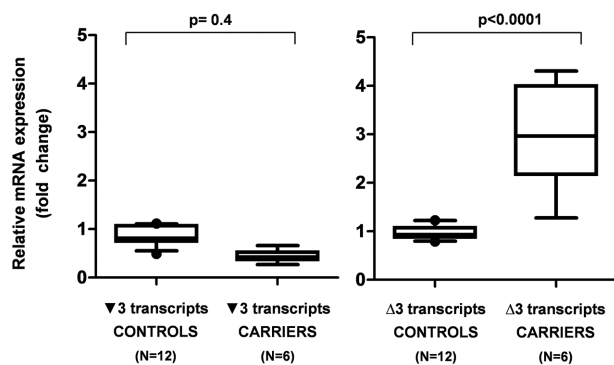 p= 0.4
p<0.0001
Relative mRNA expression
(fold change)
5
4
3
2
1
0
5
4
3
2
1
0
▼3 transcripts
CONTROLS
(N=12)
▼3 transcripts
CARRIERS
(N=6)
Δ3 transcripts
CONTROLS
(N=12)
Δ3 transcripts
CARRIERS
(N=6)